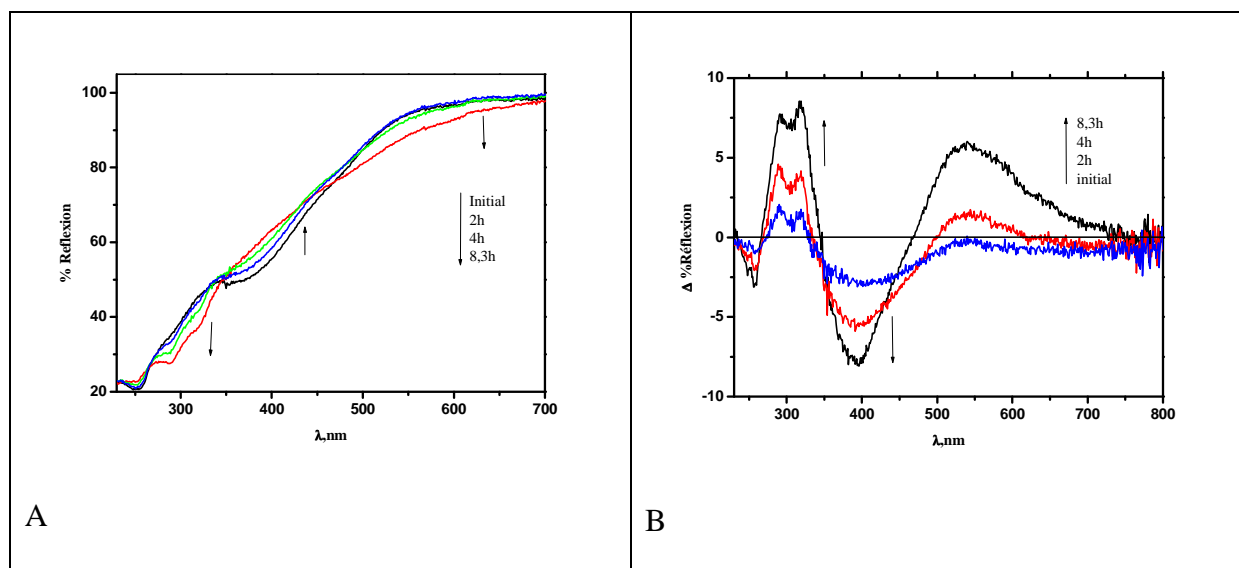 100
80
60
40
20
300
400
500
600
700
% Réflexion
λ,nm
Initial
2h
4h
8,3h
A
10
5
0
-5
-10
300
400
500
600
700
800
Δ %Réflexion
λ,nm
8,3h
4h
2h
initial
B